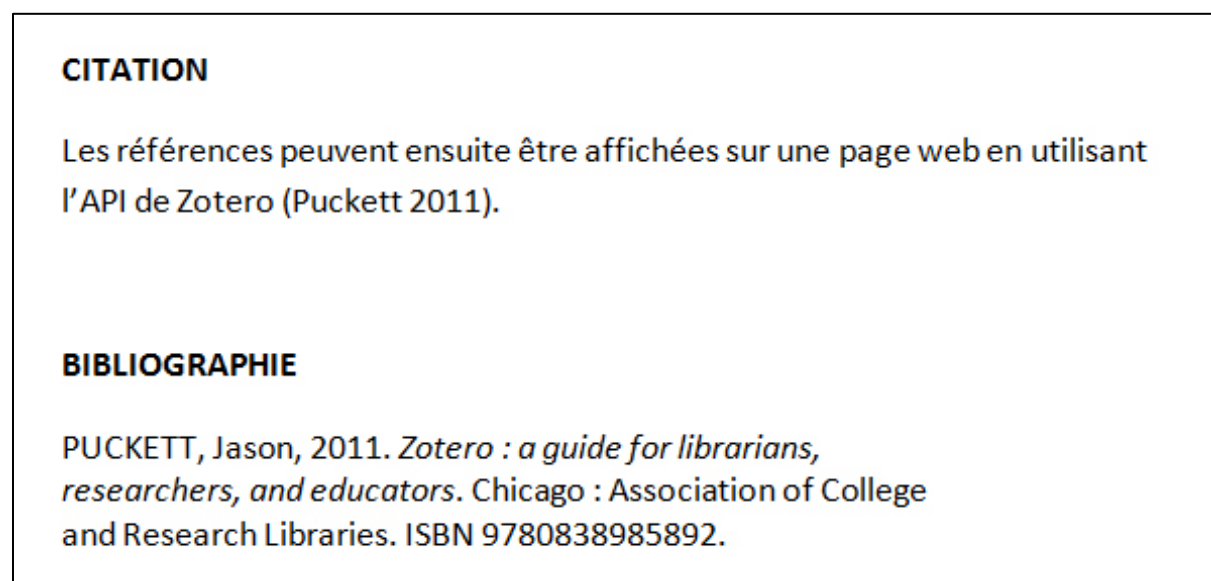 CITATION
Les références peuvent ensuite être affichées sur une page web en utilisant
l’API de Zotero (Puckett 2011).
BIBLIOGRAPHIE
PUCKETT, Jason, 2011. Zotero : a guide for librarians,
researchers, and educators. Chicago : Association of College
and Research Libraries. ISBN 9780838985892.